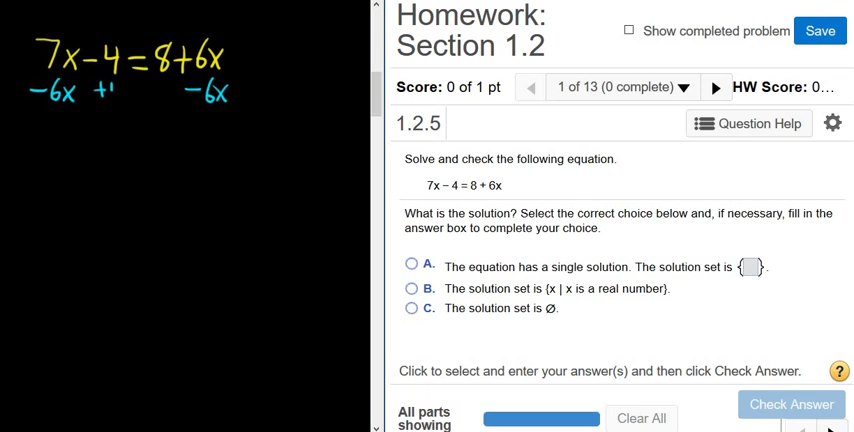 7x-4=8+6x
-6x +' -6x
Homework:
Section 1.2
Show completed problem
Save
Score: 0 of 1 pt
1 of 13 (0 complete)
HW Score: 0...
1.2.5
Question Help
Solve and check the following equation.
7x − 4 = 8 + 6x
What is the solution? Select the correct choice below and, if necessary, fill in the
answer box to complete your choice.
A. The equation has a single solution. The solution set is { }.
B. The solution set is {x | x is a real number}.
C. The solution set is ∅.
Click to select and enter your answer(s) and then click Check Answer.
?
All parts
showing
Clear All
Check Answer